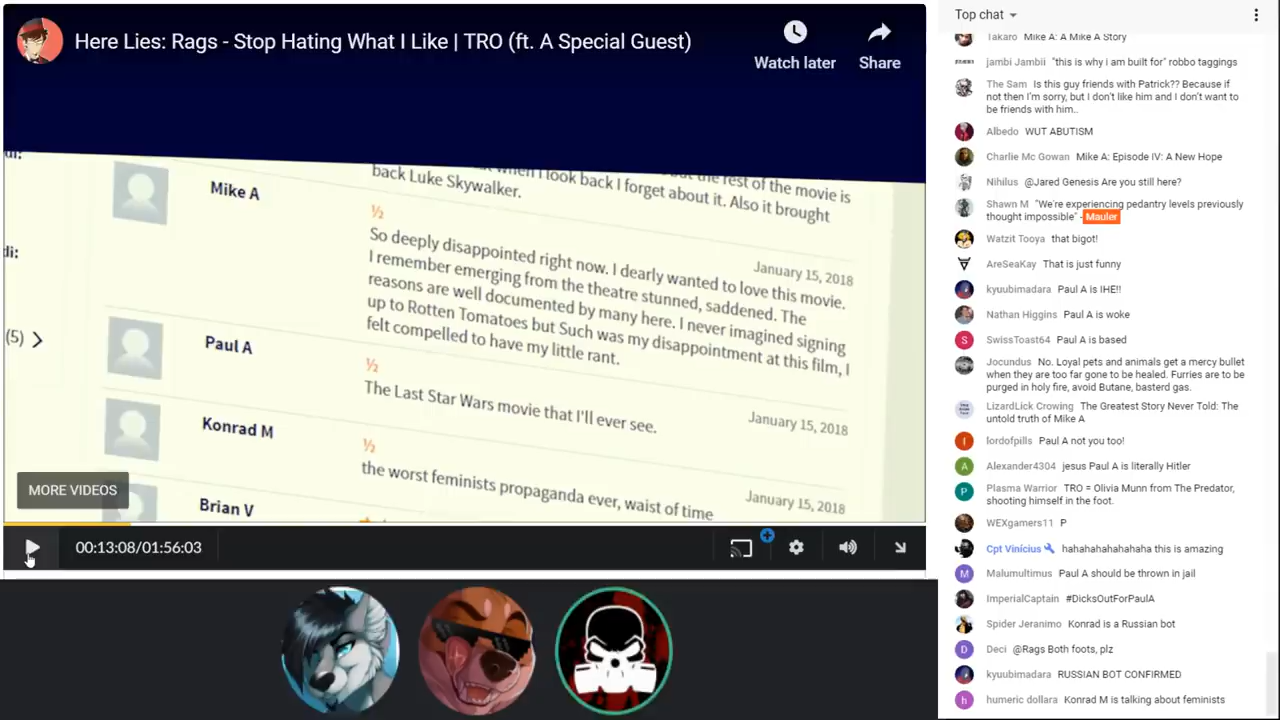 Here Lies: Rags - Stop Hating What I Like | TRO (ft. A Special Guest)
Watch later
Share
the rest of the movie is
when I look back I forget about it. Also it brought
back Luke Skywalker.
Mike A
½
January 15, 2018
So deeply disappointed right now. I dearly wanted to love this movie.
I remember emerging from the theatre stunned, saddened. The
reasons are well documented by many here. I never imagined signing
up to Rotten Tomatoes but Such was my disappointment at this film, I
felt compelled to have my little rant.
di:
(5)
Paul A
½
January 15, 2018
The Last Star Wars movie that I'll ever see.
Konrad M
½
January 15, 2018
the worst feminists propaganda ever, waist of time
Brian V
MORE VIDEOS
00:13:08/01:56:03
Top chat
Takaro Mike A: A Mike A Story
jambi Jambii "this is why i am built for" robbo taggings
The Sam Is this guy friends with Patrick?? Because if
not then I'm sorry, but I don't like him and I don't want to
be friends with him..
Albedo WUT ABUTISM
Charlie Mc Gowan Mike A: Episode IV: A New Hope
Nihilus @Jared Genesis Are you still here?
Shawn M "We're experiencing pedantry levels previously
thought impossible" - Mauler
Watzit Tooya that bigot!
AreSeaKay That is just funny
kyuubimadara Paul A is IHE!!
Nathan Higgins Paul A is woke
S
SwissToast64 Paul A is based
Jocundus No. Loyal pets and animals get a mercy bullet
when they are too far gone to be healed. Furries are to be
purged in holy fire, avoid Butane, basterd gas.
LizardLick Crowing The Greatest Story Never Told: The
untold truth of Mike A
lordofpills Paul A not you too!
A
Alexander4304 jesus Paul A is literally Hitler
P
Plasma Warrior TRO = Olivia Munn from The Predator,
shooting himself in the foot.
WEXgamers11 P
Cpt Vinícius hahahahahahaha this is amazing
M
Malumultimus Paul A should be thrown in jail
ImperialCaptain #DicksOutForPaulA
Spider Jeranimo Konrad is a Russian bot
D
Deci @Rags Both foots, plz
kyuubimadara RUSSIAN BOT CONFIRMED
h
humeric dollara Konrad M is talking about feminists